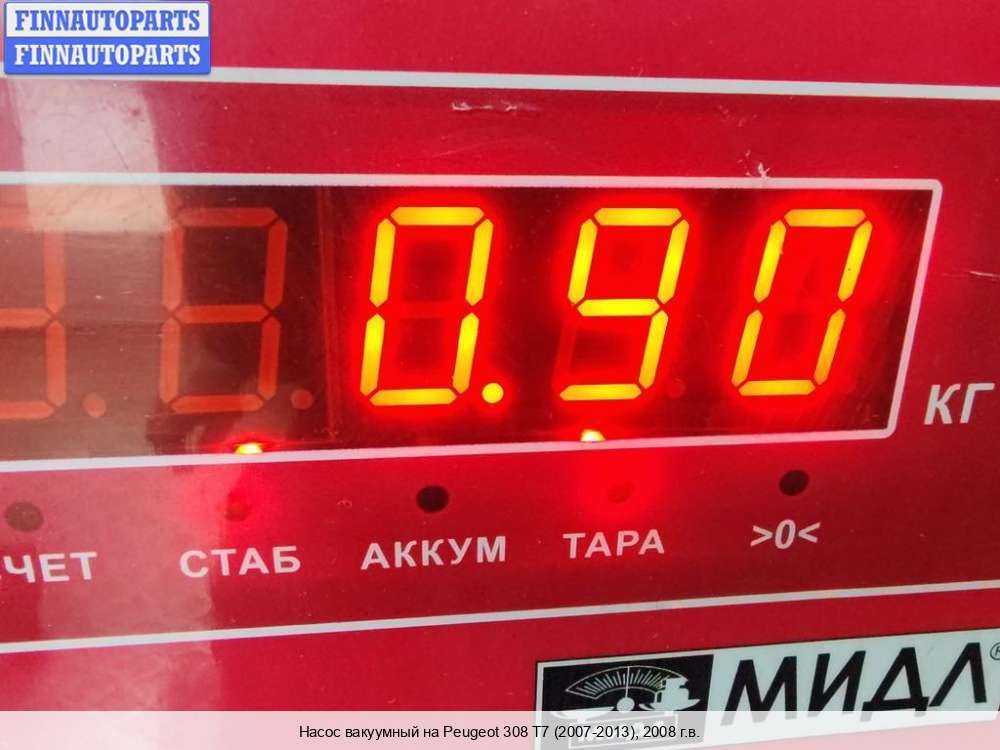 FINNAUTOPARTS
FINNAUTOPARTS
0.90
КГ
ЧЕТ СТАБ АККУМ ТАРА >0<
МИДЛ
Насос вакуумный на Peugeot 308 T7 (2007-2013), 2008 г.в.